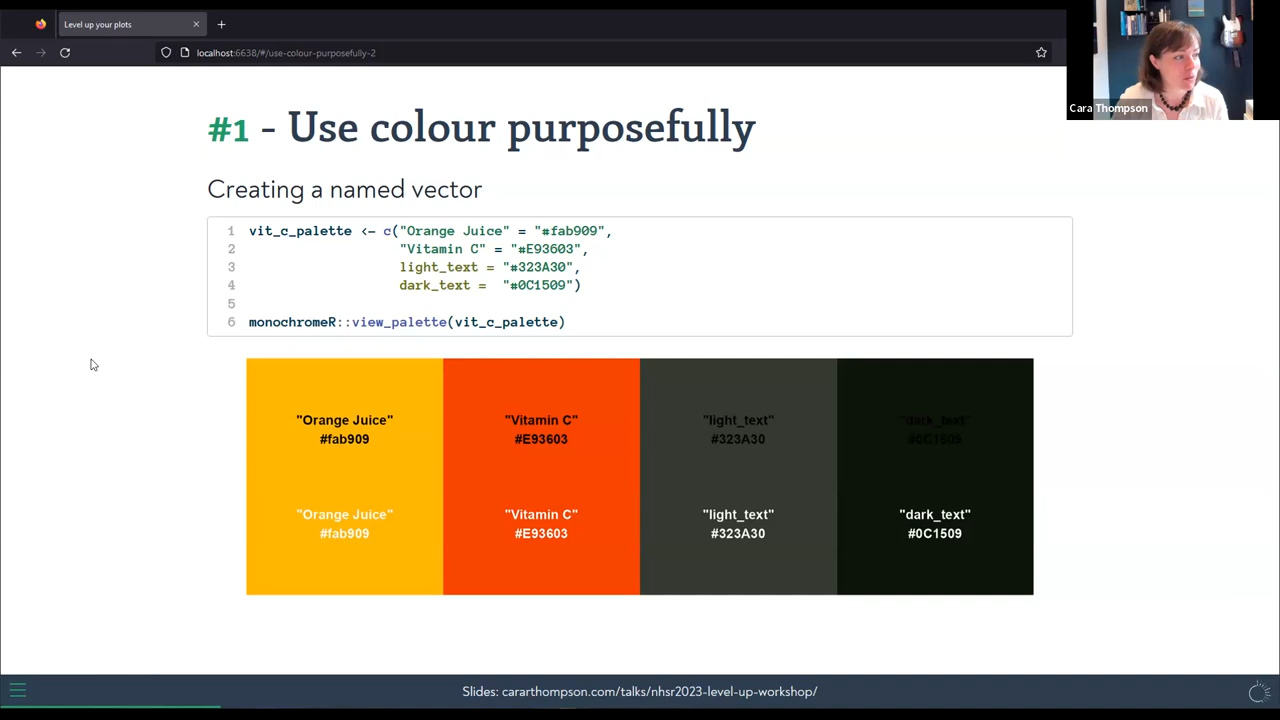 Level up your plots
localhost:6638/#/use-colour-purposefully-2
Cara Thompson
#1 - Use colour purposefully
Creating a named vector
1 vit_c_palette <- c("Orange Juice" = "#fab909",
2 "Vitamin C" = "#E93603",
3 light_text = "#323A30",
4 dark_text = "#0C1509")
5
6 monochromeR::view_palette(vit_c_palette)
"Orange Juice" "Vitamin C" "light_text" "dark_text"
#fab909 #E93603 #323A30 #0C1509
"Orange Juice" "Vitamin C" "light_text" "dark_text"
#fab909 #E93603 #323A30 #0C1509
Slides: cararthompson.com/talks/nhsr2023-level-up-workshop/